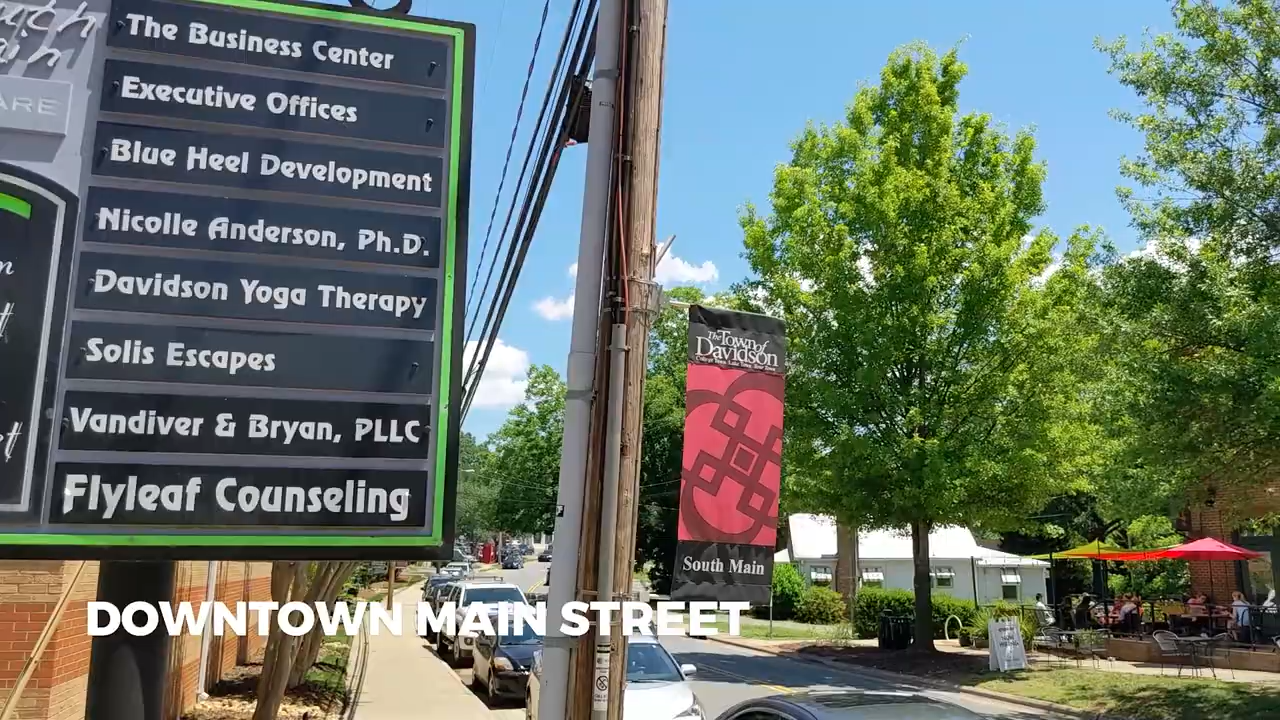 ARE
The Business Center
Executive Offices
Blue Heel Development
Nicolle Anderson, Ph.D.
Davidson Yoga Therapy
Solis Escapes
Vandiver & Bryan, PLLC
Flyleaf Counseling
The Town of
Davidson
South Main
DOWNTOWN MAIN STREET